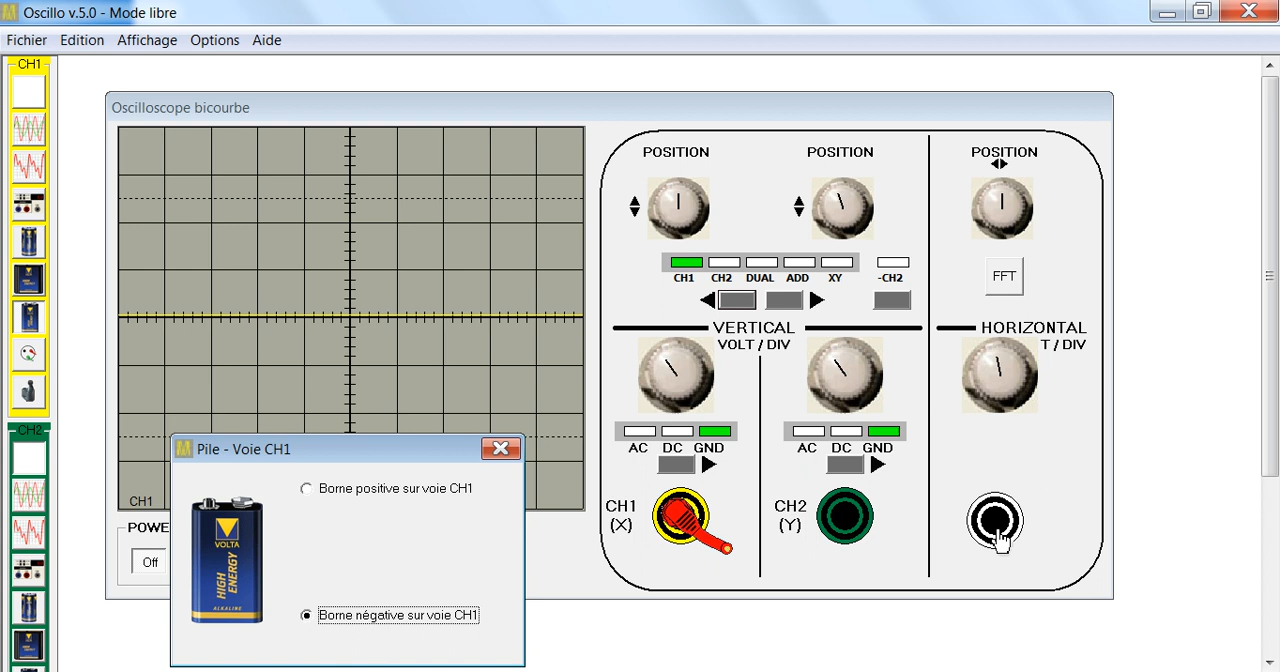 Oscillo v.5.0 - Mode libre
Fichier Edition Affichage Options Aide
CH1
Oscilloscope bicourbe
POSITION POSITION POSITION
CH1 CH2 DUAL ADD XY -CH2
FFT
VERTICAL HORIZONTAL
VOLT / DIV T / DIV
AC DC GND AC DC GND
CH2
Pile - Voie CH1
Borne positive sur voie CH1
CH1
CH1
(X)
CH2
(Y)
POWE
Off
VOLTA
HIGH
ENERGY
ALKALINE
Borne négative sur voie CH1